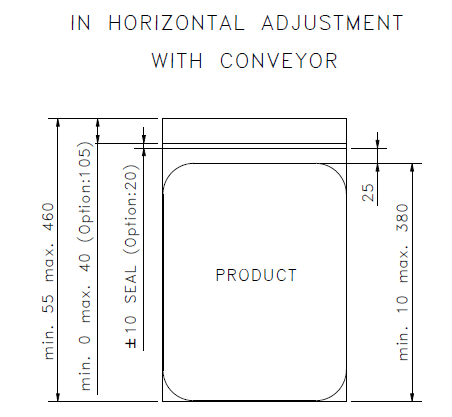 IN HORIZONTAL ADJUSTMENT
WITH CONVEYOR
min. 55 max. 460
min. 0 max. 40 (Option:105)
±10 SEAL (Option:20)
PRODUCT
25
min. 10 max. 380